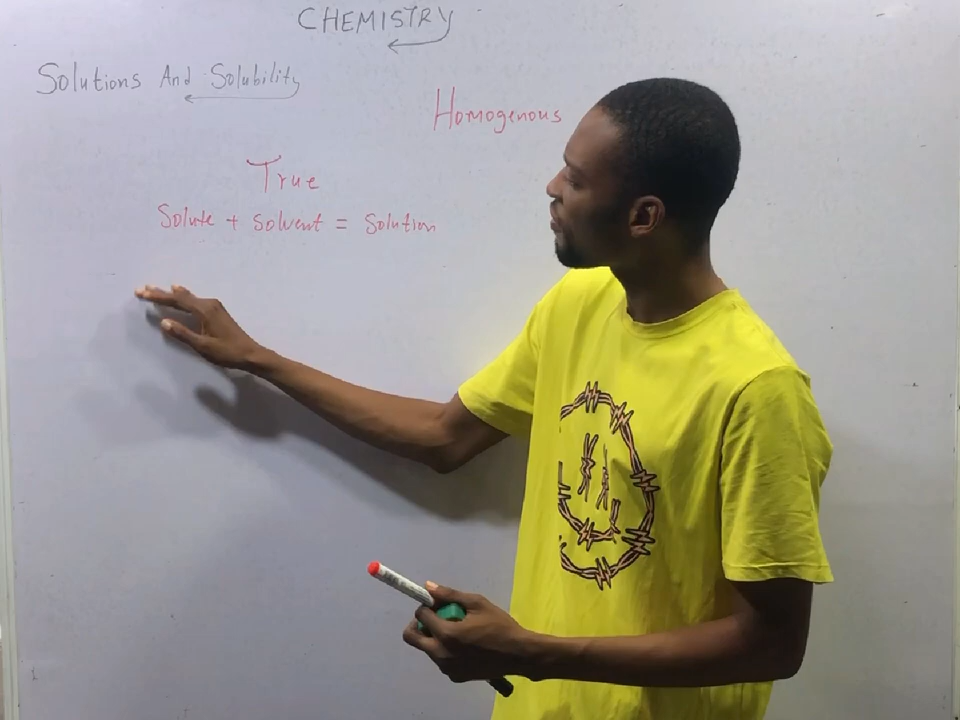 CHEMISTRY
Solutions And Solubility
Homogenous
True
Solute + solvent = Solution